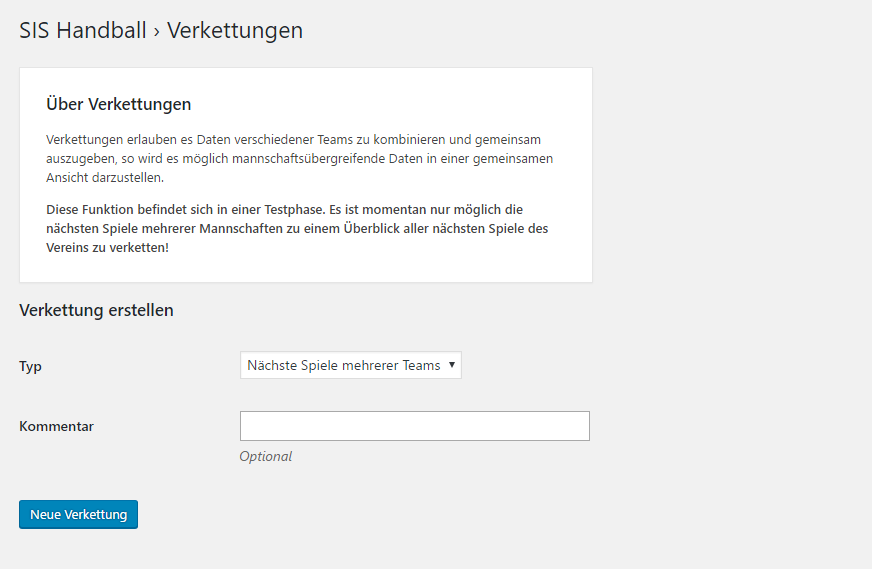 SIS Handball › Verkettungen
Über Verkettungen
Verkettungen erlauben es Daten verschiedener Teams zu kombinieren und gemeinsam
auszugeben, so wird es möglich mannschaftsübergreifende Daten in einer gemeinsamen
Ansicht darzustellen.
Diese Funktion befindet sich in einer Testphase. Es ist momentan nur möglich die
nächsten Spiele mehrerer Mannschaften zu einem Überblick aller nächsten Spiele des
Vereins zu verketten!
Verkettung erstellen
Typ
Nächste Spiele mehrerer Teams
Kommentar
Optional
Neue Verkettung